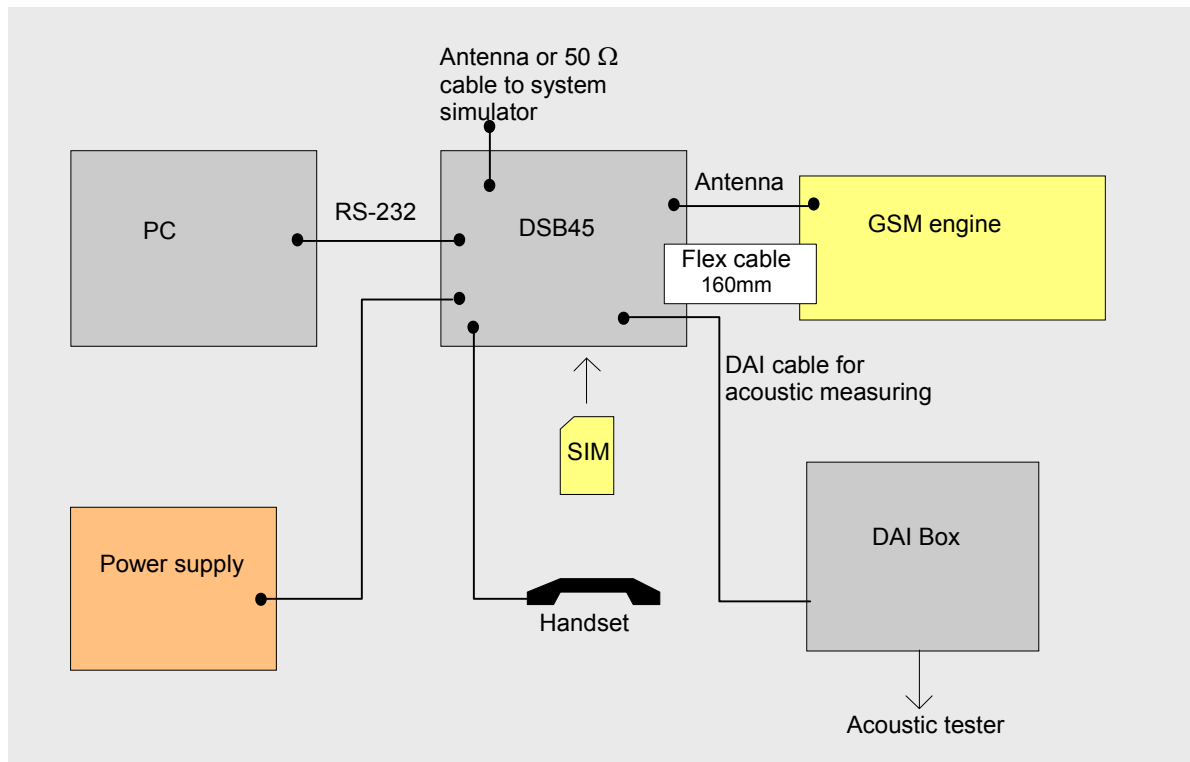 Antenna or 50 Ω
cable to system
simulator
PC
RS-232
DSB45
Antenna
GSM engine
Flex cable
160mm
DAI cable for
acoustic measuring
SIM
Power supply
Handset
DAI Box
Acoustic tester